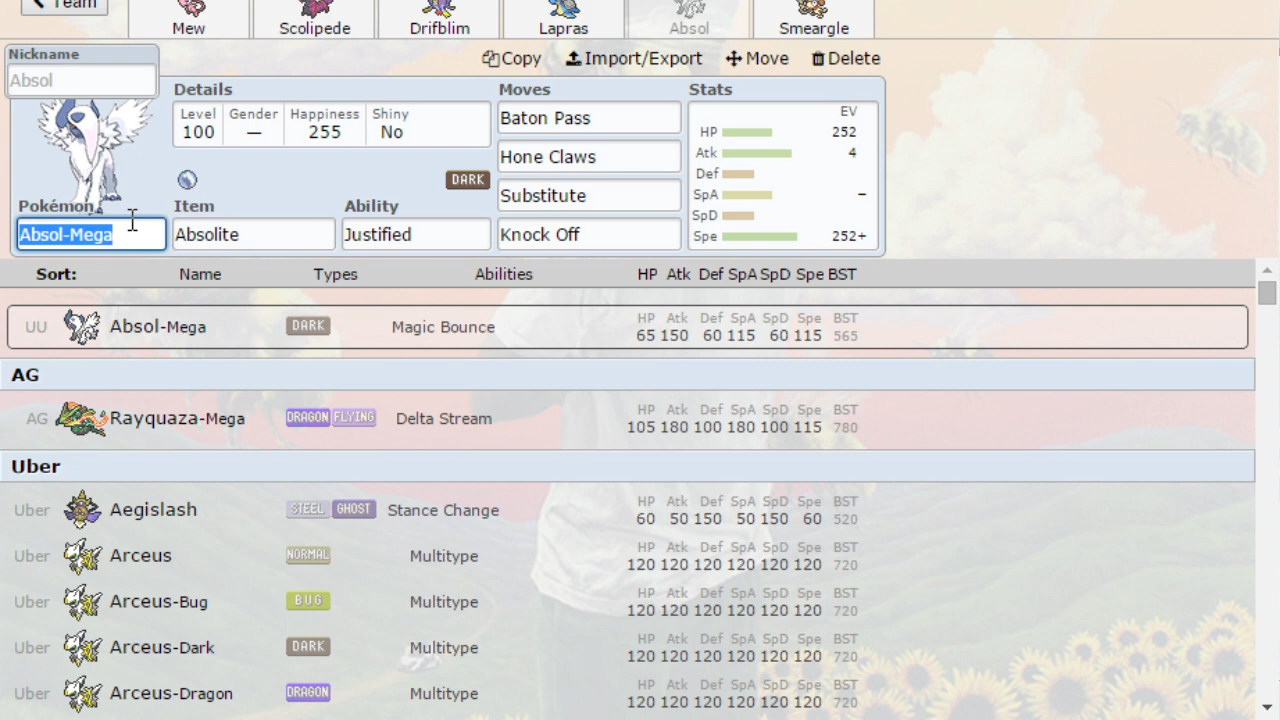 Team
Mew Scolipede Drifblim Lapras Absol Smeargle
Nickname
Absol
Copy Import/Export Move Delete
Details Moves Stats
Level Gender Happiness Shiny
100 — 255 No
Baton Pass
Hone Claws
Substitute
Knock Off
EV
HP 252
Atk 4
Def
SpA –
SpD
Spe 252+
DARK
Pokémon Item Ability
Absol-Mega Absolite Justified
Sort: Name Types Abilities HP Atk Def SpA SpD Spe BST
UU Absol-Mega DARK Magic Bounce HP Atk Def SpA SpD Spe BST
65 150 60 115 60 115 565
AG
AG Rayquaza-Mega DRAGON FLYING Delta Stream HP Atk Def SpA SpD Spe BST
105 180 100 180 100 115 780
Uber
Uber Aegislash STEEL GHOST Stance Change HP Atk Def SpA SpD Spe BST
60 50 150 50 150 60 520
Uber Arceus NORMAL Multitype HP Atk Def SpA SpD Spe BST
120 120 120 120 120 120 720
Uber Arceus-Bug BUG Multitype HP Atk Def SpA SpD Spe BST
120 120 120 120 120 120 720
Uber Arceus-Dark DARK Multitype HP Atk Def SpA SpD Spe BST
120 120 120 120 120 120 720
Uber Arceus-Dragon DRAGON Multitype HP Atk Def SpA SpD Spe BST
120 120 120 120 120 120 720